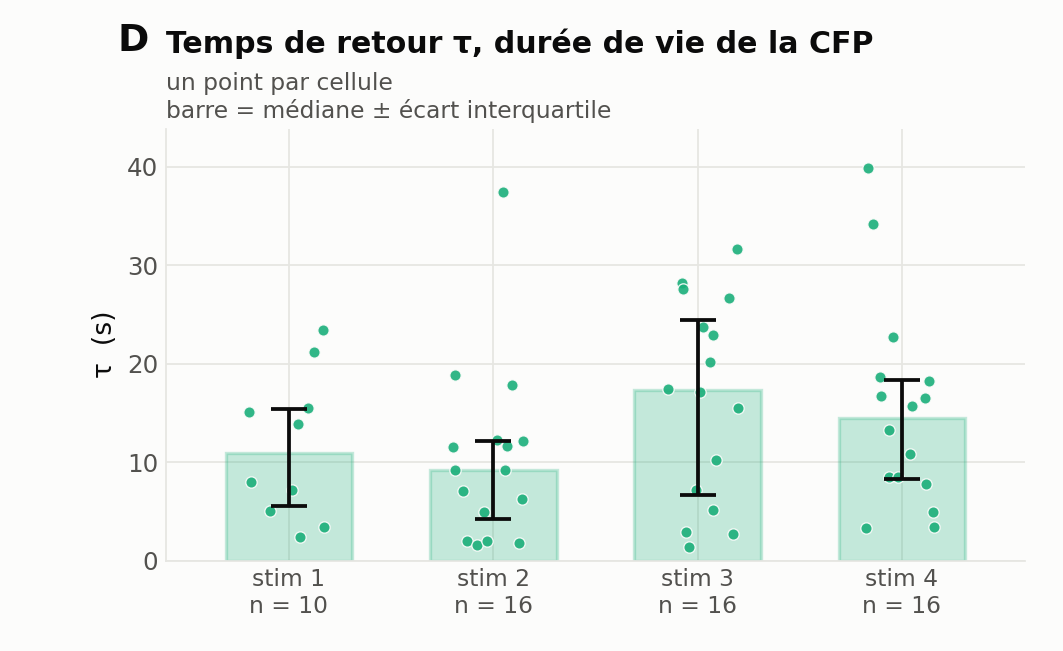 D Temps de retour τ, durée de vie de la CFP
un point par cellule
barre = médiane ± écart interquartile
40
30
20
10
0
τ (s)
stim 1 stim 2 stim 3 stim 4
n = 10 n = 16 n = 16 n = 16